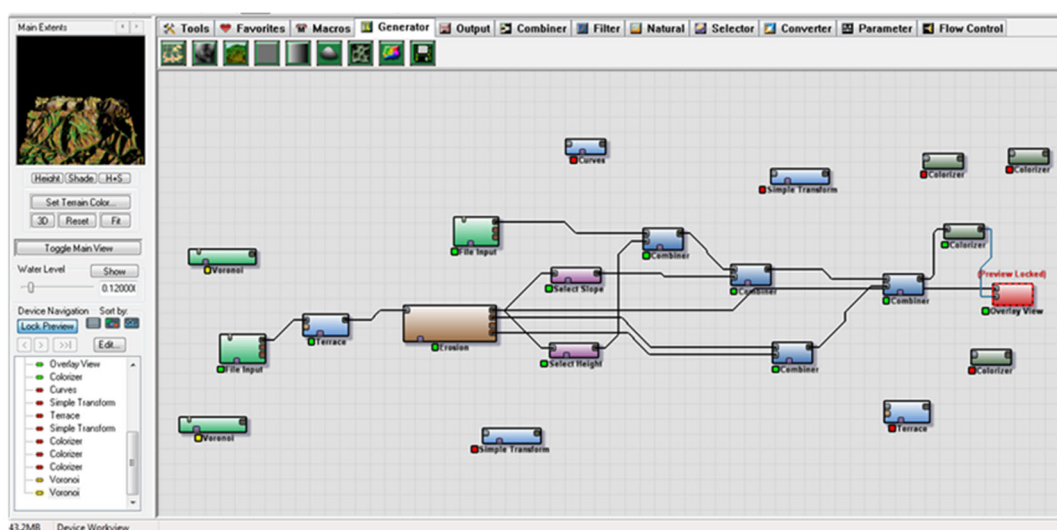 Main Extents
Tools Favorites Macros Generator Output Combiner Filter Natural Selector Converter Parameter Flow Control
Height Shade H+S
Set Terrain Color...
3D Reset Fit
Toggle Main View
Water Level Show
0.12000(
Device Navigation Sort by:
Lock Preview
Edit...
Overlay View
Colorizer
Curves
Simple Transform
Terrace
Simple Transform
Colorizer
Colorizer
Colorizer
Voronoi
Voronoi
Curves
Simple Transform
Colorizer
Colorizer
File Input
Combiner
Colorizer
Voronoi
Select Slope
Combiner
(Preview Locked)
Combiner
Overlay View
File Input
Terrace
Erosion
Select Height
Combiner
Colorizer
Voronoi
Simple Transform
Terrace
43.2MB Device Workview